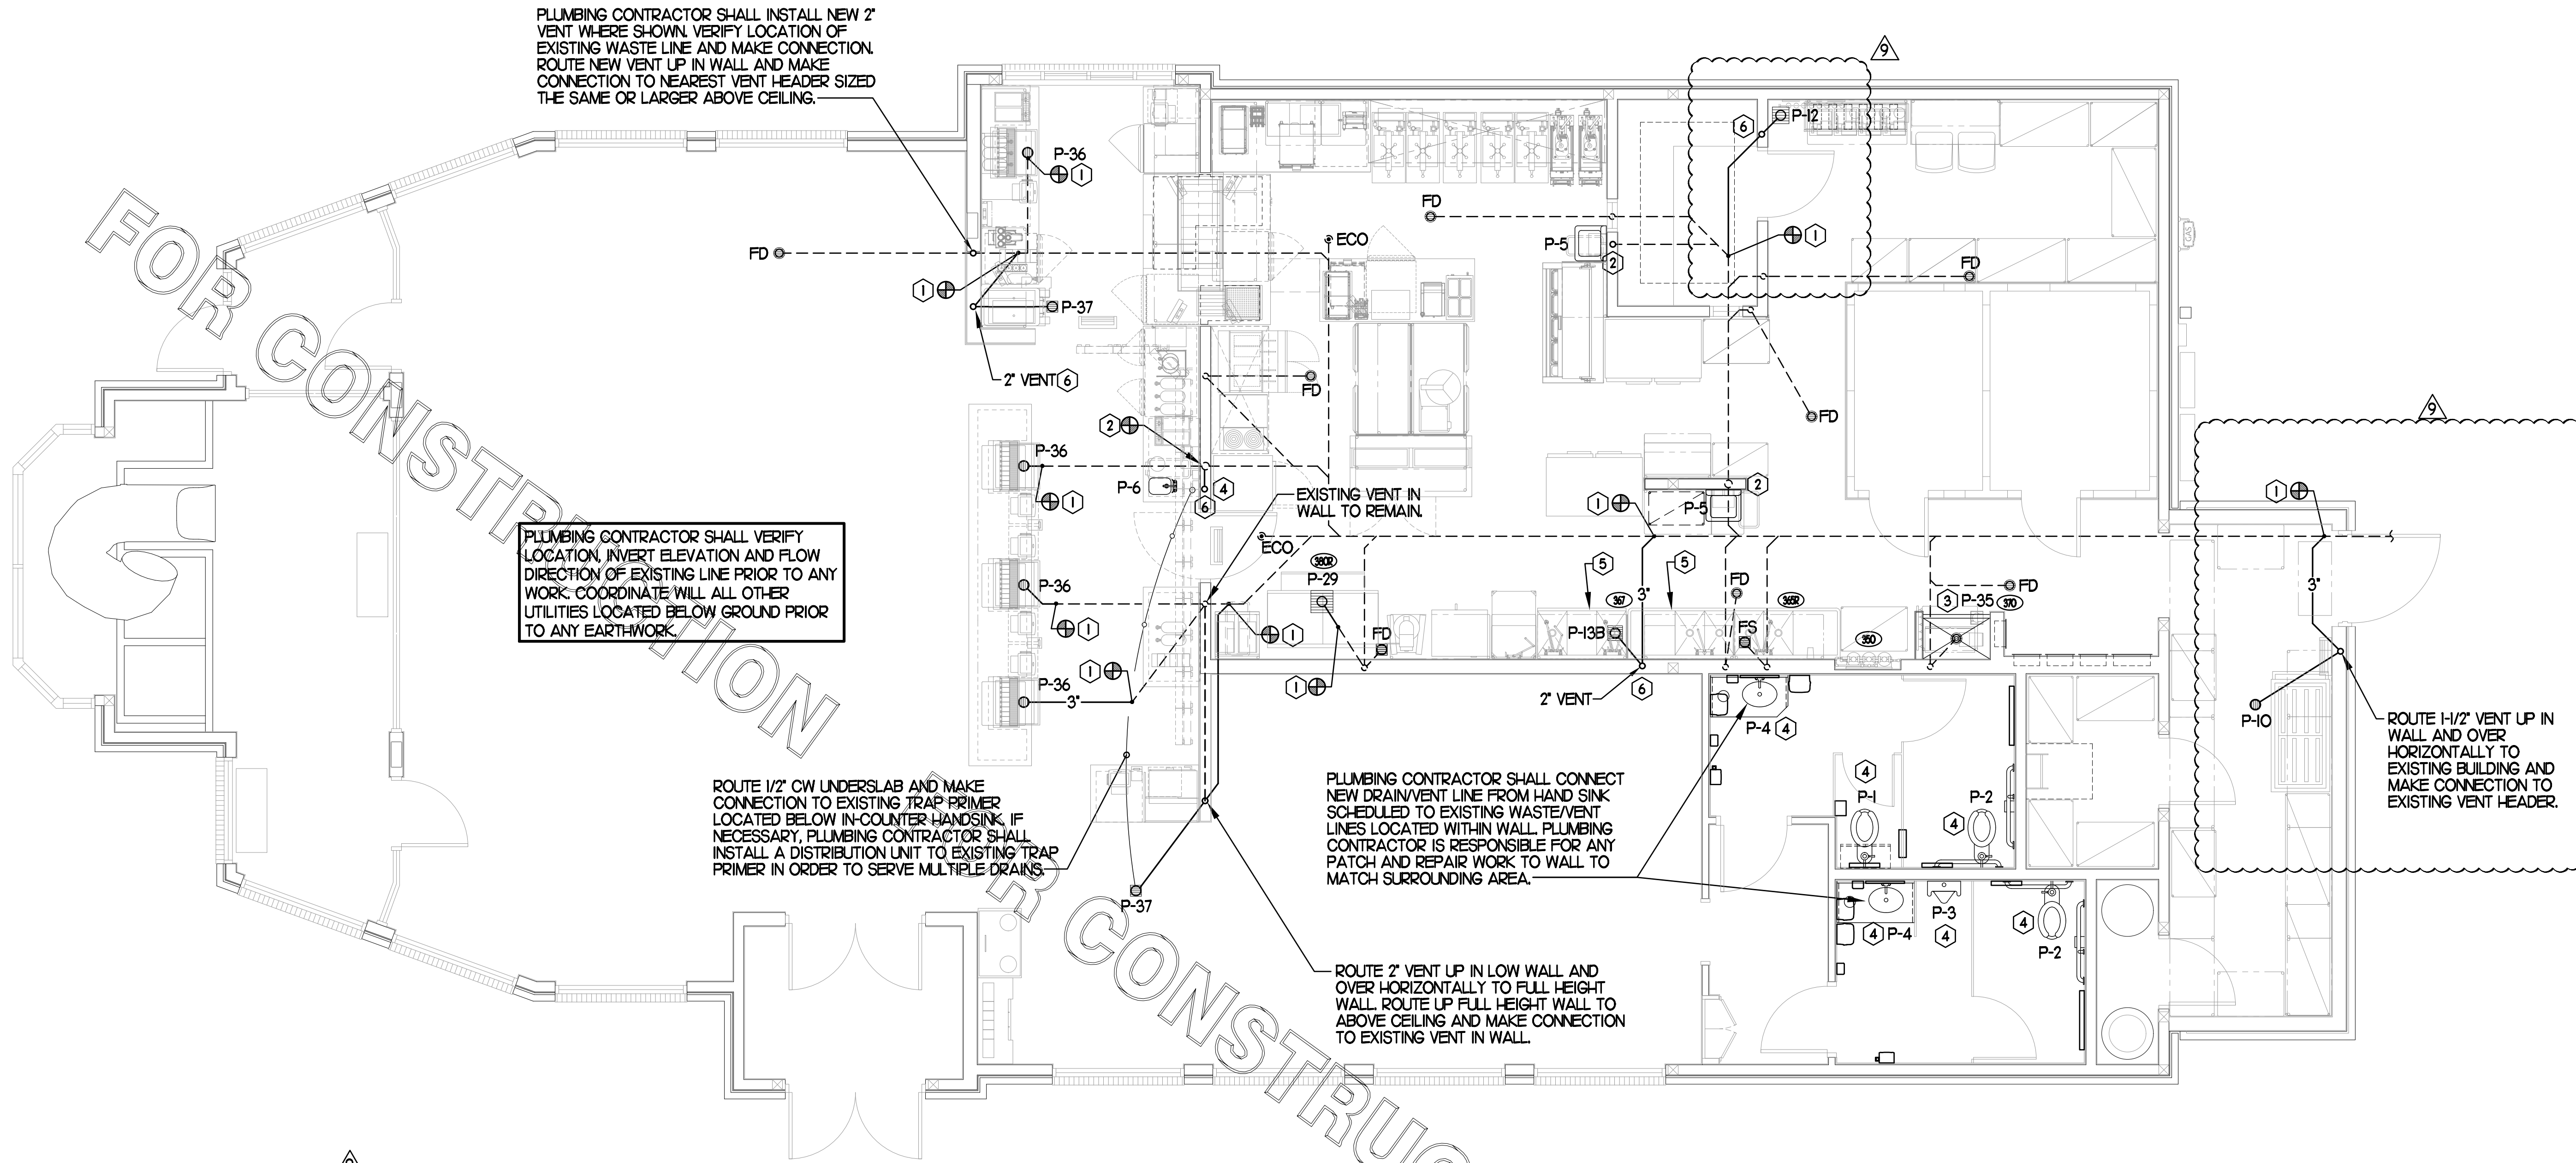 PLUMBING CONTRACTOR SHALL INSTALL NEW 2"
VENT WHERE SHOWN. VERIFY LOCATION OF
EXISTING WASTE LINE AND MAKE CONNECTION.
ROUTE NEW VENT UP IN WALL AND MAKE
CONNECTION TO NEAREST VENT HEADER SIZED
THE SAME OR LARGER ABOVE CEILING.
9
P-12
6
P-36
1
FD
FD
ECO
P-5
2
1
FD
1
P-37
2" VENT 6
FD
FD
FOR CONSTRUCTION
GAS
9
2
P-36
P-6
4
6
1
EXISTING VENT IN
WALL TO REMAIN.
1
P-5
2
1
PLUMBING CONTRACTOR SHALL VERIFY
LOCATION, INVERT ELEVATION AND FLOW
DIRECTION OF EXISTING LINE PRIOR TO ANY
WORK. COORDINATE WILL ALL OTHER
UTILITIES LOCATED BELOW GROUND PRIOR
TO ANY EARTHWORK.
ECO
380R
P-29
5
5
FD
FD
P-36
1
367
3"
365R
3
P-35
370
3"
1
P-13B
FS
FD
350
1
P-36
3"
1
2" VENT
6
P-10
P-4 4
ROUTE 1-1/2" VENT UP IN
WALL AND OVER
HORIZONTALLY TO
EXISTING BUILDING AND
MAKE CONNECTION TO
EXISTING VENT HEADER.
ROUTE 1/2" CW UNDERSLAB AND MAKE
CONNECTION TO EXISTING TRAP PRIMER
LOCATED BELOW IN-COUNTER HANDSINK. IF
NECESSARY, PLUMBING CONTRACTOR SHALL
INSTALL A DISTRIBUTION UNIT TO EXISTING TRAP
PRIMER IN ORDER TO SERVE MULTIPLE DRAINS.
PLUMBING CONTRACTOR SHALL CONNECT
NEW DRAIN/VENT LINE FROM HAND SINK
SCHEDULED TO EXISTING WASTE/VENT
LINES LOCATED WITHIN WALL. PLUMBING
CONTRACTOR IS RESPONSIBLE FOR ANY
PATCH AND REPAIR WORK TO WALL TO
MATCH SURROUNDING AREA.
4
P-1
P-2
4
P-37
4 P-4
P-3
4
4
P-2
ROUTE 2" VENT UP IN LOW WALL AND
OVER HORIZONTALLY TO FULL HEIGHT
WALL. ROUTE UP FULL HEIGHT WALL TO
ABOVE CEILING AND MAKE CONNECTION
TO EXISTING VENT IN WALL.
FOR CONSTRUC